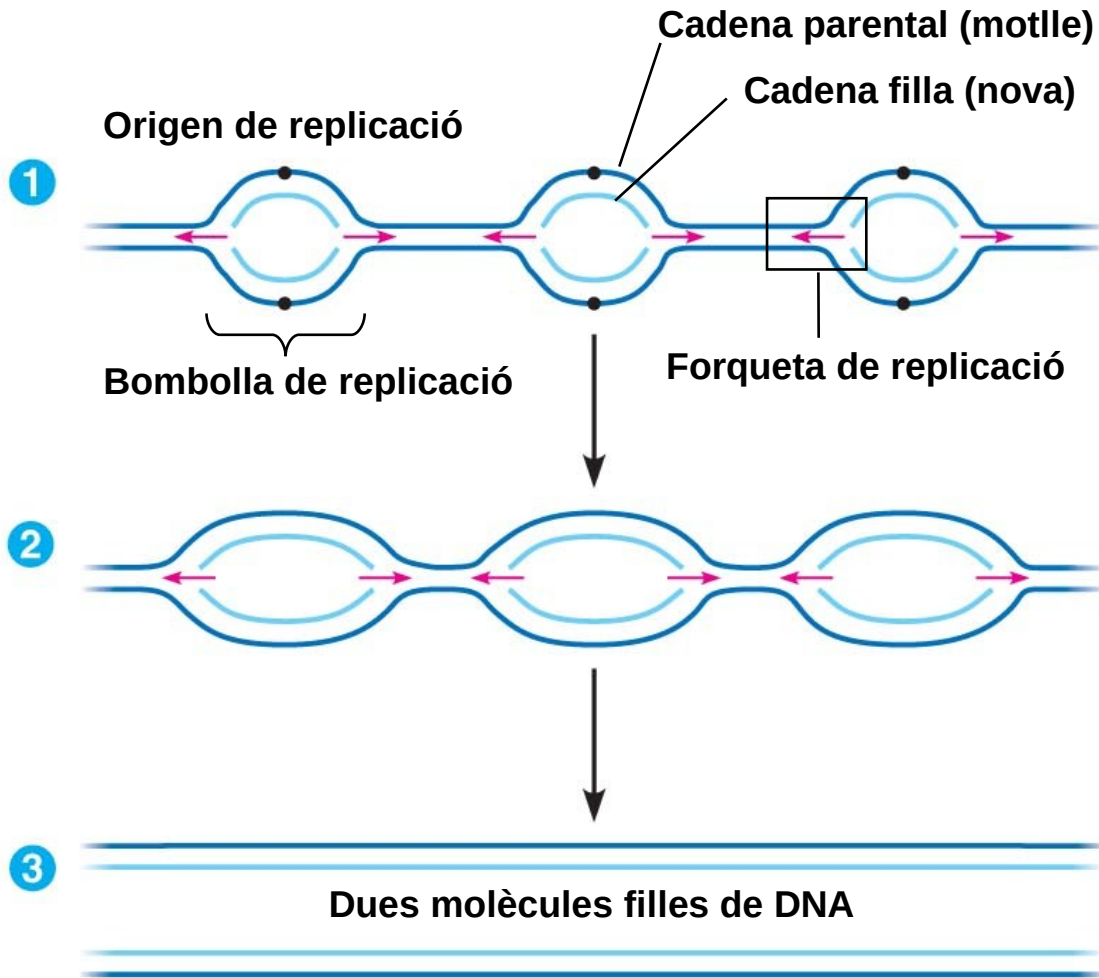 Cadena parental (motlle)
Cadena filla (nova)
Origen de replicació
1
Bombolla de replicació
Forqueta de replicació
2
3
Dues molècules filles de DNA